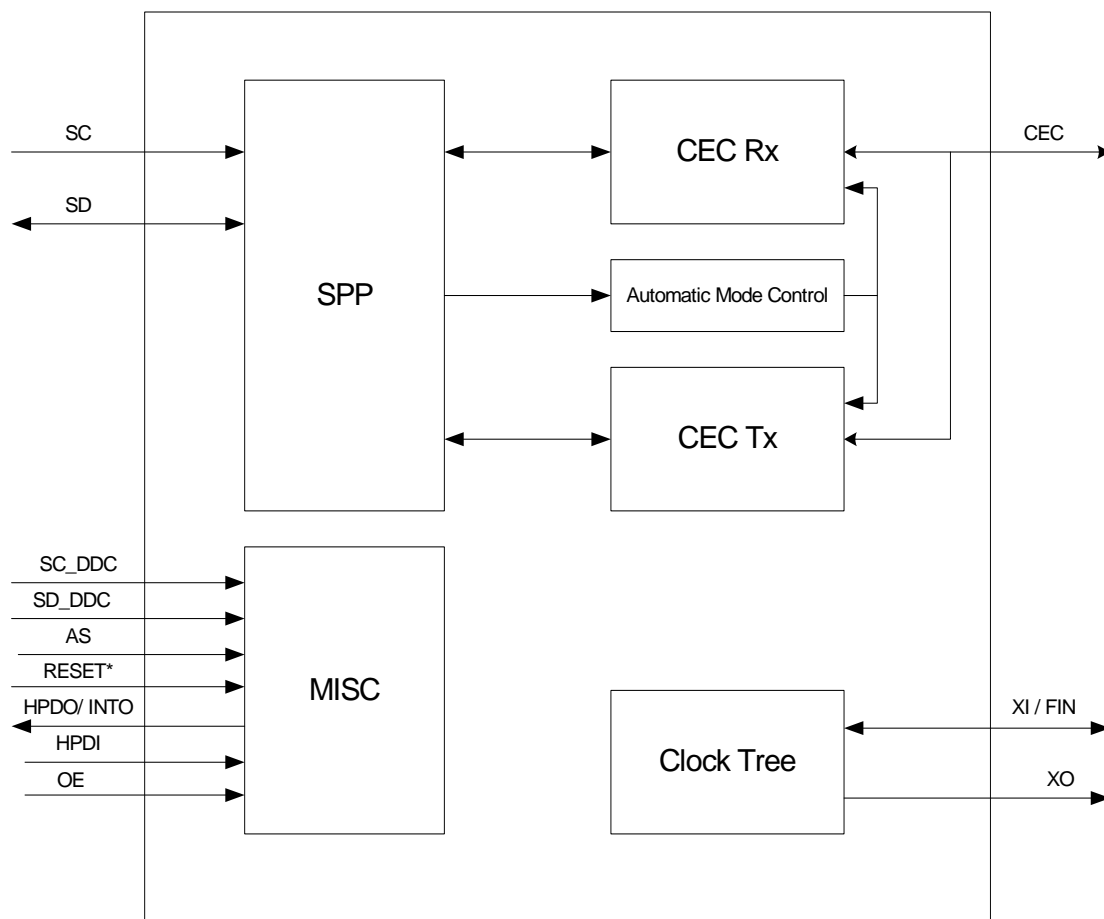 SC
CEC Rx
CEC
SD
SPP
Automatic Mode Control
CEC Tx
SC_DDC
SD_DDC
AS
RESET*
MISC
HPDO/ INTO
XI / FIN
HPDI
Clock Tree
OE
XO